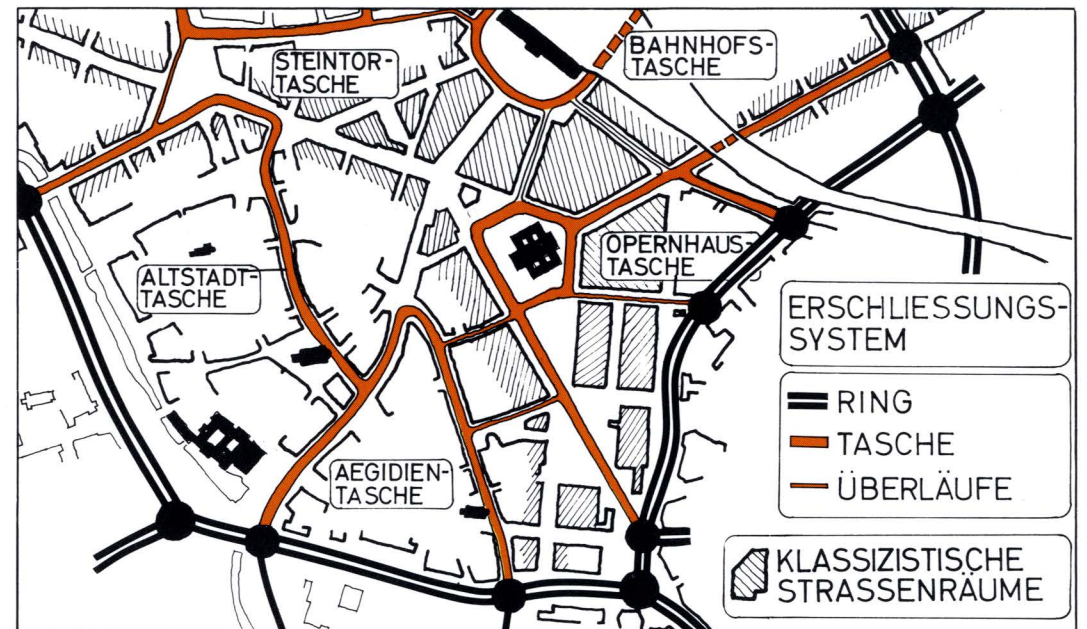 STEINTOR-
TASCHE
BAHNHOFS-
TASCHE
ALTSTADT-
TASCHE
OPERNHAUS-
TASCHE
AEGIDIEN-
TASCHE
ERSCHLIESSUNGS-
SYSTEM
RING
TASCHE
ÜBERLÄUFE
KLASSIZISTISCHE
STRASSENRÄUME